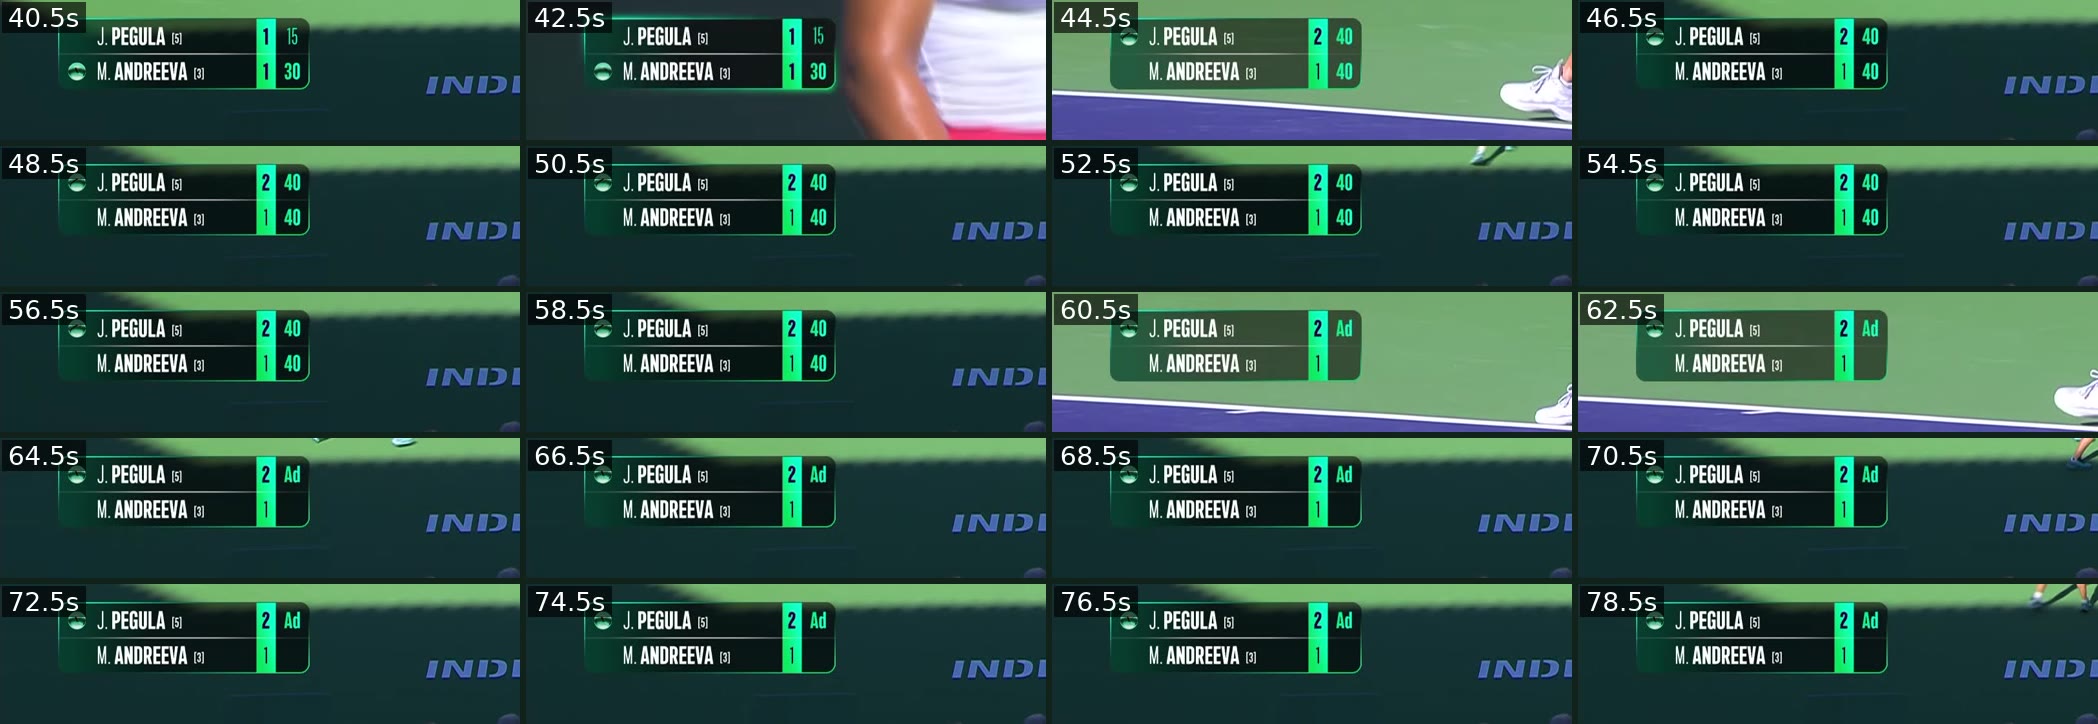 40.5s
J. PEGULA [5] 1 15
M. ANDREEVA [3] 1 30
INDI
42.5s
J. PEGULA [5] 1 15
M. ANDREEVA [3] 1 30
44.5s
J. PEGULA [5] 2 40
M. ANDREEVA [3] 1 40
46.5s
J. PEGULA [5] 2 40
M. ANDREEVA [3] 1 40
INDI
48.5s
J. PEGULA [5] 2 40
M. ANDREEVA [3] 1 40
INDI
50.5s
J. PEGULA [5] 2 40
M. ANDREEVA [3] 1 40
INDI
52.5s
J. PEGULA [5] 2 40
M. ANDREEVA [3] 1 40
INDI
54.5s
J. PEGULA [5] 2 40
M. ANDREEVA [3] 1 40
INDI
56.5s
J. PEGULA [5] 2 40
M. ANDREEVA [3] 1 40
INDI
58.5s
J. PEGULA [5] 2 40
M. ANDREEVA [3] 1 40
INDI
60.5s
J. PEGULA [5] 2 Ad
M. ANDREEVA [3] 1
62.5s
J. PEGULA [5] 2 Ad
M. ANDREEVA [3] 1
64.5s
J. PEGULA [5] 2 Ad
M. ANDREEVA [3] 1
INDI
66.5s
J. PEGULA [5] 2 Ad
M. ANDREEVA [3] 1
INDI
68.5s
J. PEGULA [5] 2 Ad
M. ANDREEVA [3] 1
INDI
70.5s
J. PEGULA [5] 2 Ad
M. ANDREEVA [3] 1
INDI
72.5s
J. PEGULA [5] 2 Ad
M. ANDREEVA [3] 1
INDI
74.5s
J. PEGULA [5] 2 Ad
M. ANDREEVA [3] 1
INDI
76.5s
J. PEGULA [5] 2 Ad
M. ANDREEVA [3] 1
INDI
78.5s
J. PEGULA [5] 2 Ad
M. ANDREEVA [3] 1
INDI